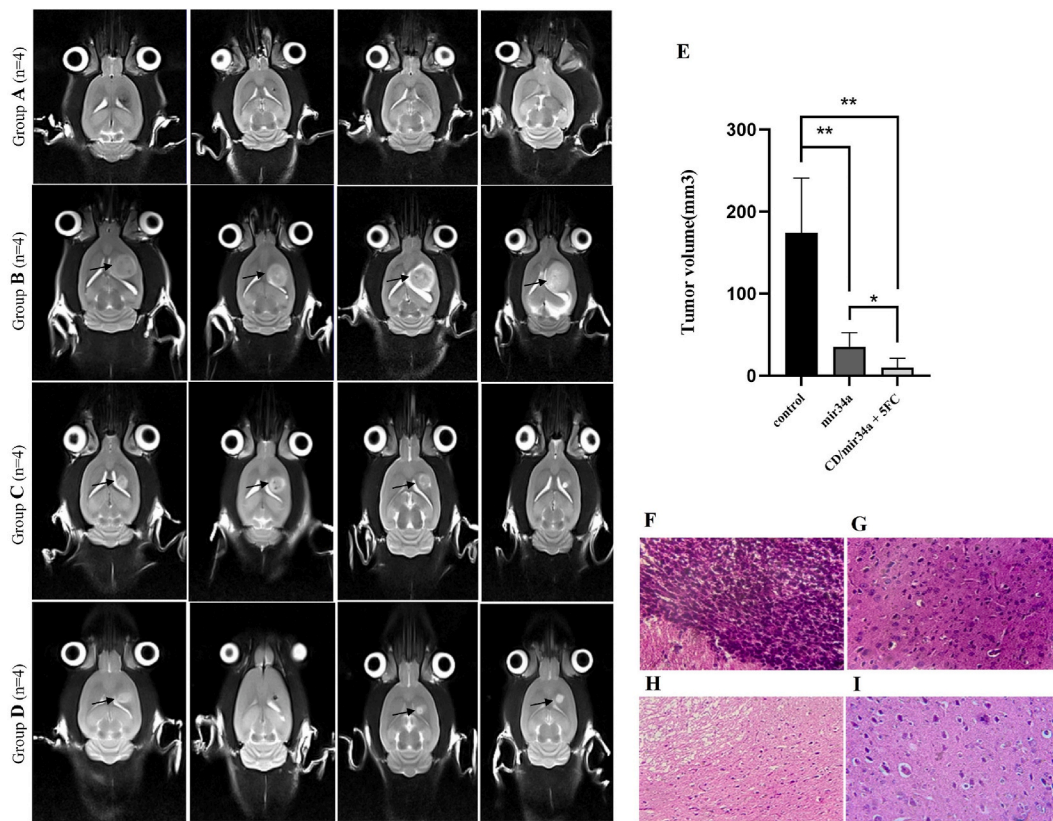 Group A (n=4)
Group B (n=4)
Group C (n=4)
Group D (n=4)
E
**
**
*
300
200
100
0
Tumor volume(mm3)
control
mir34a
CD/mir34a + 5FC
F
G
H
I